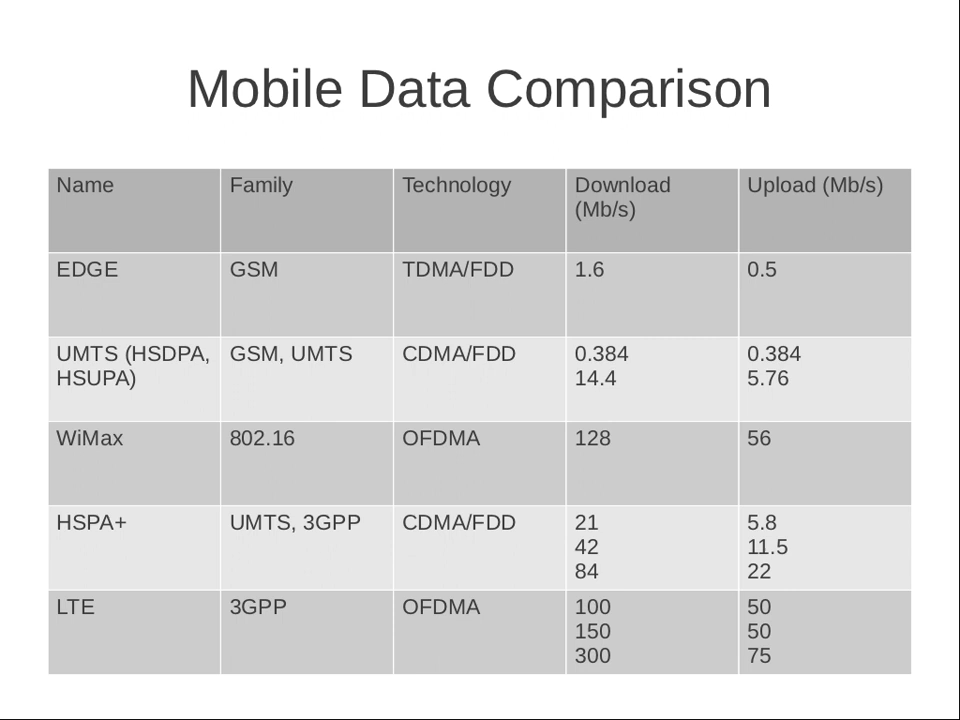 Mobile Data Comparison
Name Family Technology Download (Mb/s) Upload (Mb/s)
EDGE GSM TDMA/FDD 1.6 0.5
UMTS (HSDPA, HSUPA) GSM, UMTS CDMA/FDD 0.384 14.4 0.384 5.76
WiMax 802.16 OFDMA 128 56
HSPA+ UMTS, 3GPP CDMA/FDD 21 42 84 5.8 11.5 22
LTE 3GPP OFDMA 100 150 300 50 50 75